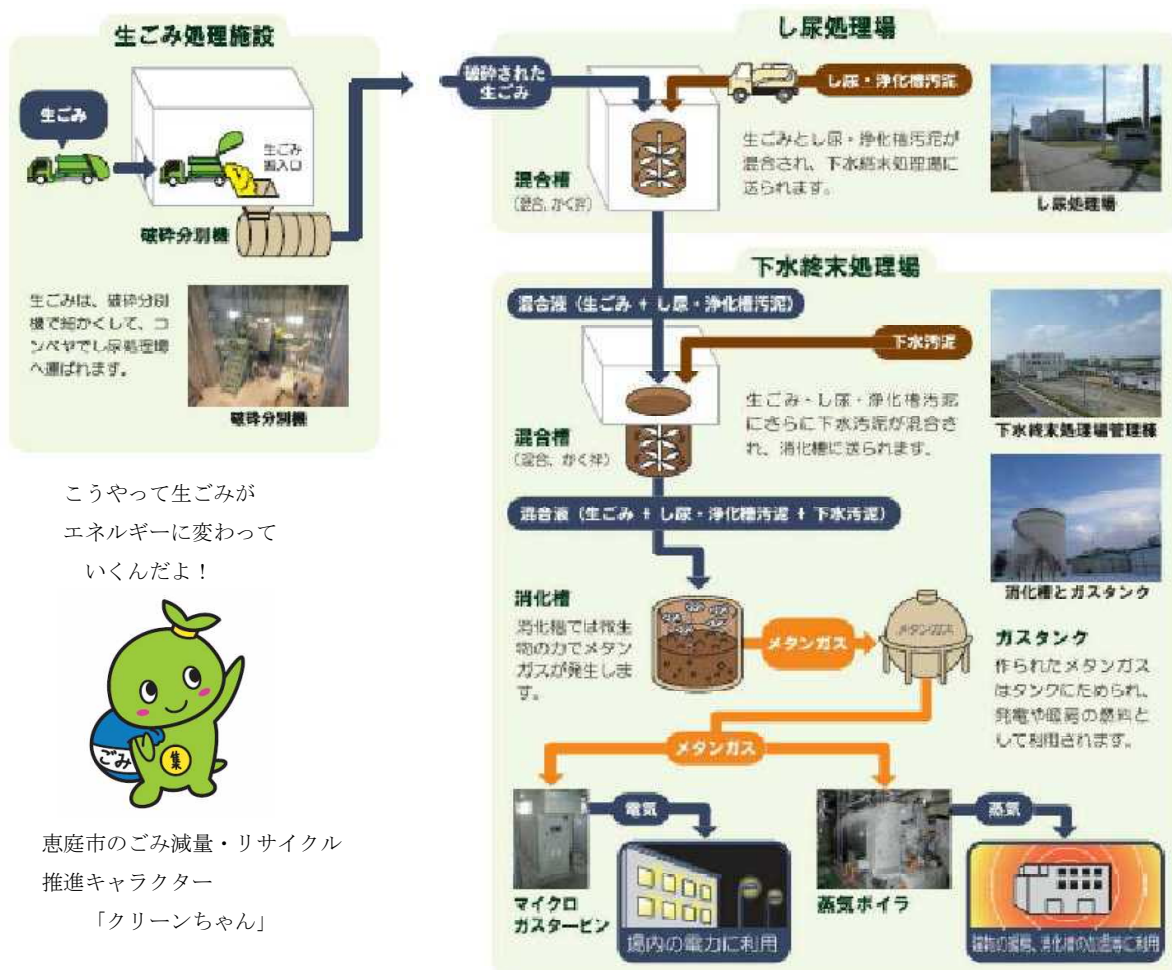 生ごみ処理施設
生ごみ
生ごみ
搬入口
破砕分別機
生ごみは、破砕分別
機で細かくして、コ
ンベヤでし尿処理場
へ運ばれます。
破砕分別機
こうやって生ごみが
エネルギーに変わって
いくんだよ!
ごみ
集
恵庭市のごみ減量・リサイクル
推進キャラクター
「クリーンちゃん」
し尿処理場
破砕された
生ごみ
し尿・浄化槽汚泥
混合槽
(混合、かく拌)
生ごみとし尿・浄化槽汚泥が
混合され、下水終末処理場に
送られます。
し尿処理場
下水終末処理場
混合液(生ごみ + し尿・浄化槽汚泥)
下水汚泥
混合槽
(混合、かく拌)
生ごみ・し尿・浄化槽汚泥
にさらに下水汚泥が混合さ
れ、消化槽に送られます。
下水終末処理場管理棟
混合液(生ごみ + し尿・浄化槽汚泥 + 下水汚泥)
消化槽とガスタンク
消化槽
消化槽では微生
物の力でメタン
ガスが発生しま
す。
メタンガス
メタンガス
ガスタンク
作られたメタンガス
はタンクにためられ、
発電や暖房の燃料と
して利用されます。
メタンガス
電気
マイクロ
ガスタービン
場内の電力に利用
蒸気
蒸気ボイラ
建物の暖房、消化槽の加温等に利用